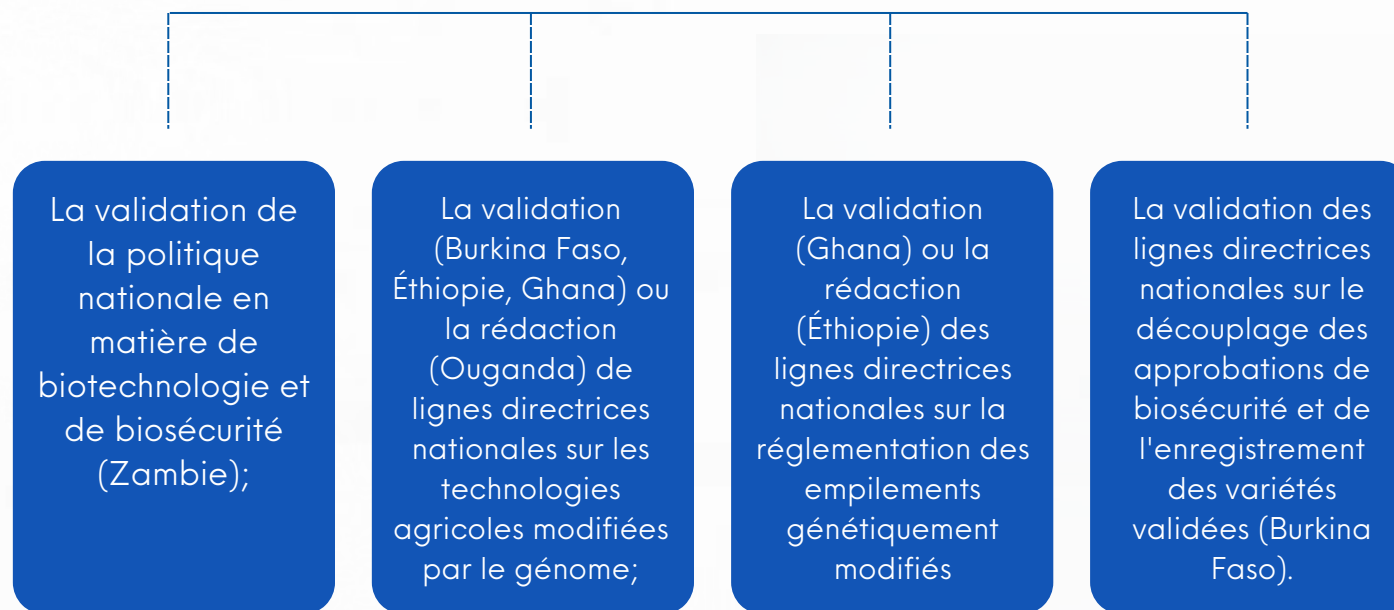 La validation de
la politique
nationale en
matière de
biotechnologie et
de biosécurité
(Zambie);
La validation
(Burkina Faso,
Éthiopie, Ghana) ou
la rédaction
(Ouganda) de
lignes directrices
nationales sur les
technologies
agricoles modifiées
par le génome;
La validation
(Ghana) ou la
rédaction
(Éthiopie) des
lignes directrices
nationales sur la
réglementation des
empilements
génétiquement
modifiés
La validation des
lignes directrices
nationales sur le
découplage des
approbations de
biosécurité et de
l'enregistrement
des variétés
validées (Burkina
Faso).